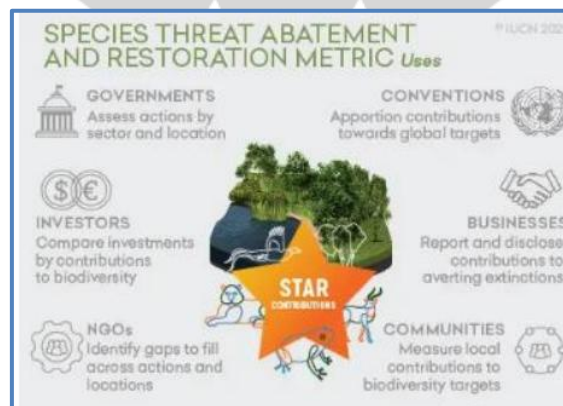 SPECIES THREAT ABATEMENT
AND RESTORATION METRIC Uses
© IUCN
GOVERNMENTS
Assess actions by
sector and location
CONVENTIONS
Apportion contributions
towards global targets
INVESTORS
Compare investments
by contributions
to biodiversity
BUSINESSES
Report and disclose
contributions to
averting extinctions
STAR
CONTRIBUTIONS
NGOs
Identify gaps to fill
across actions and
locations
COMMUNITIES
Measure local
contributions to
biodiversity targets